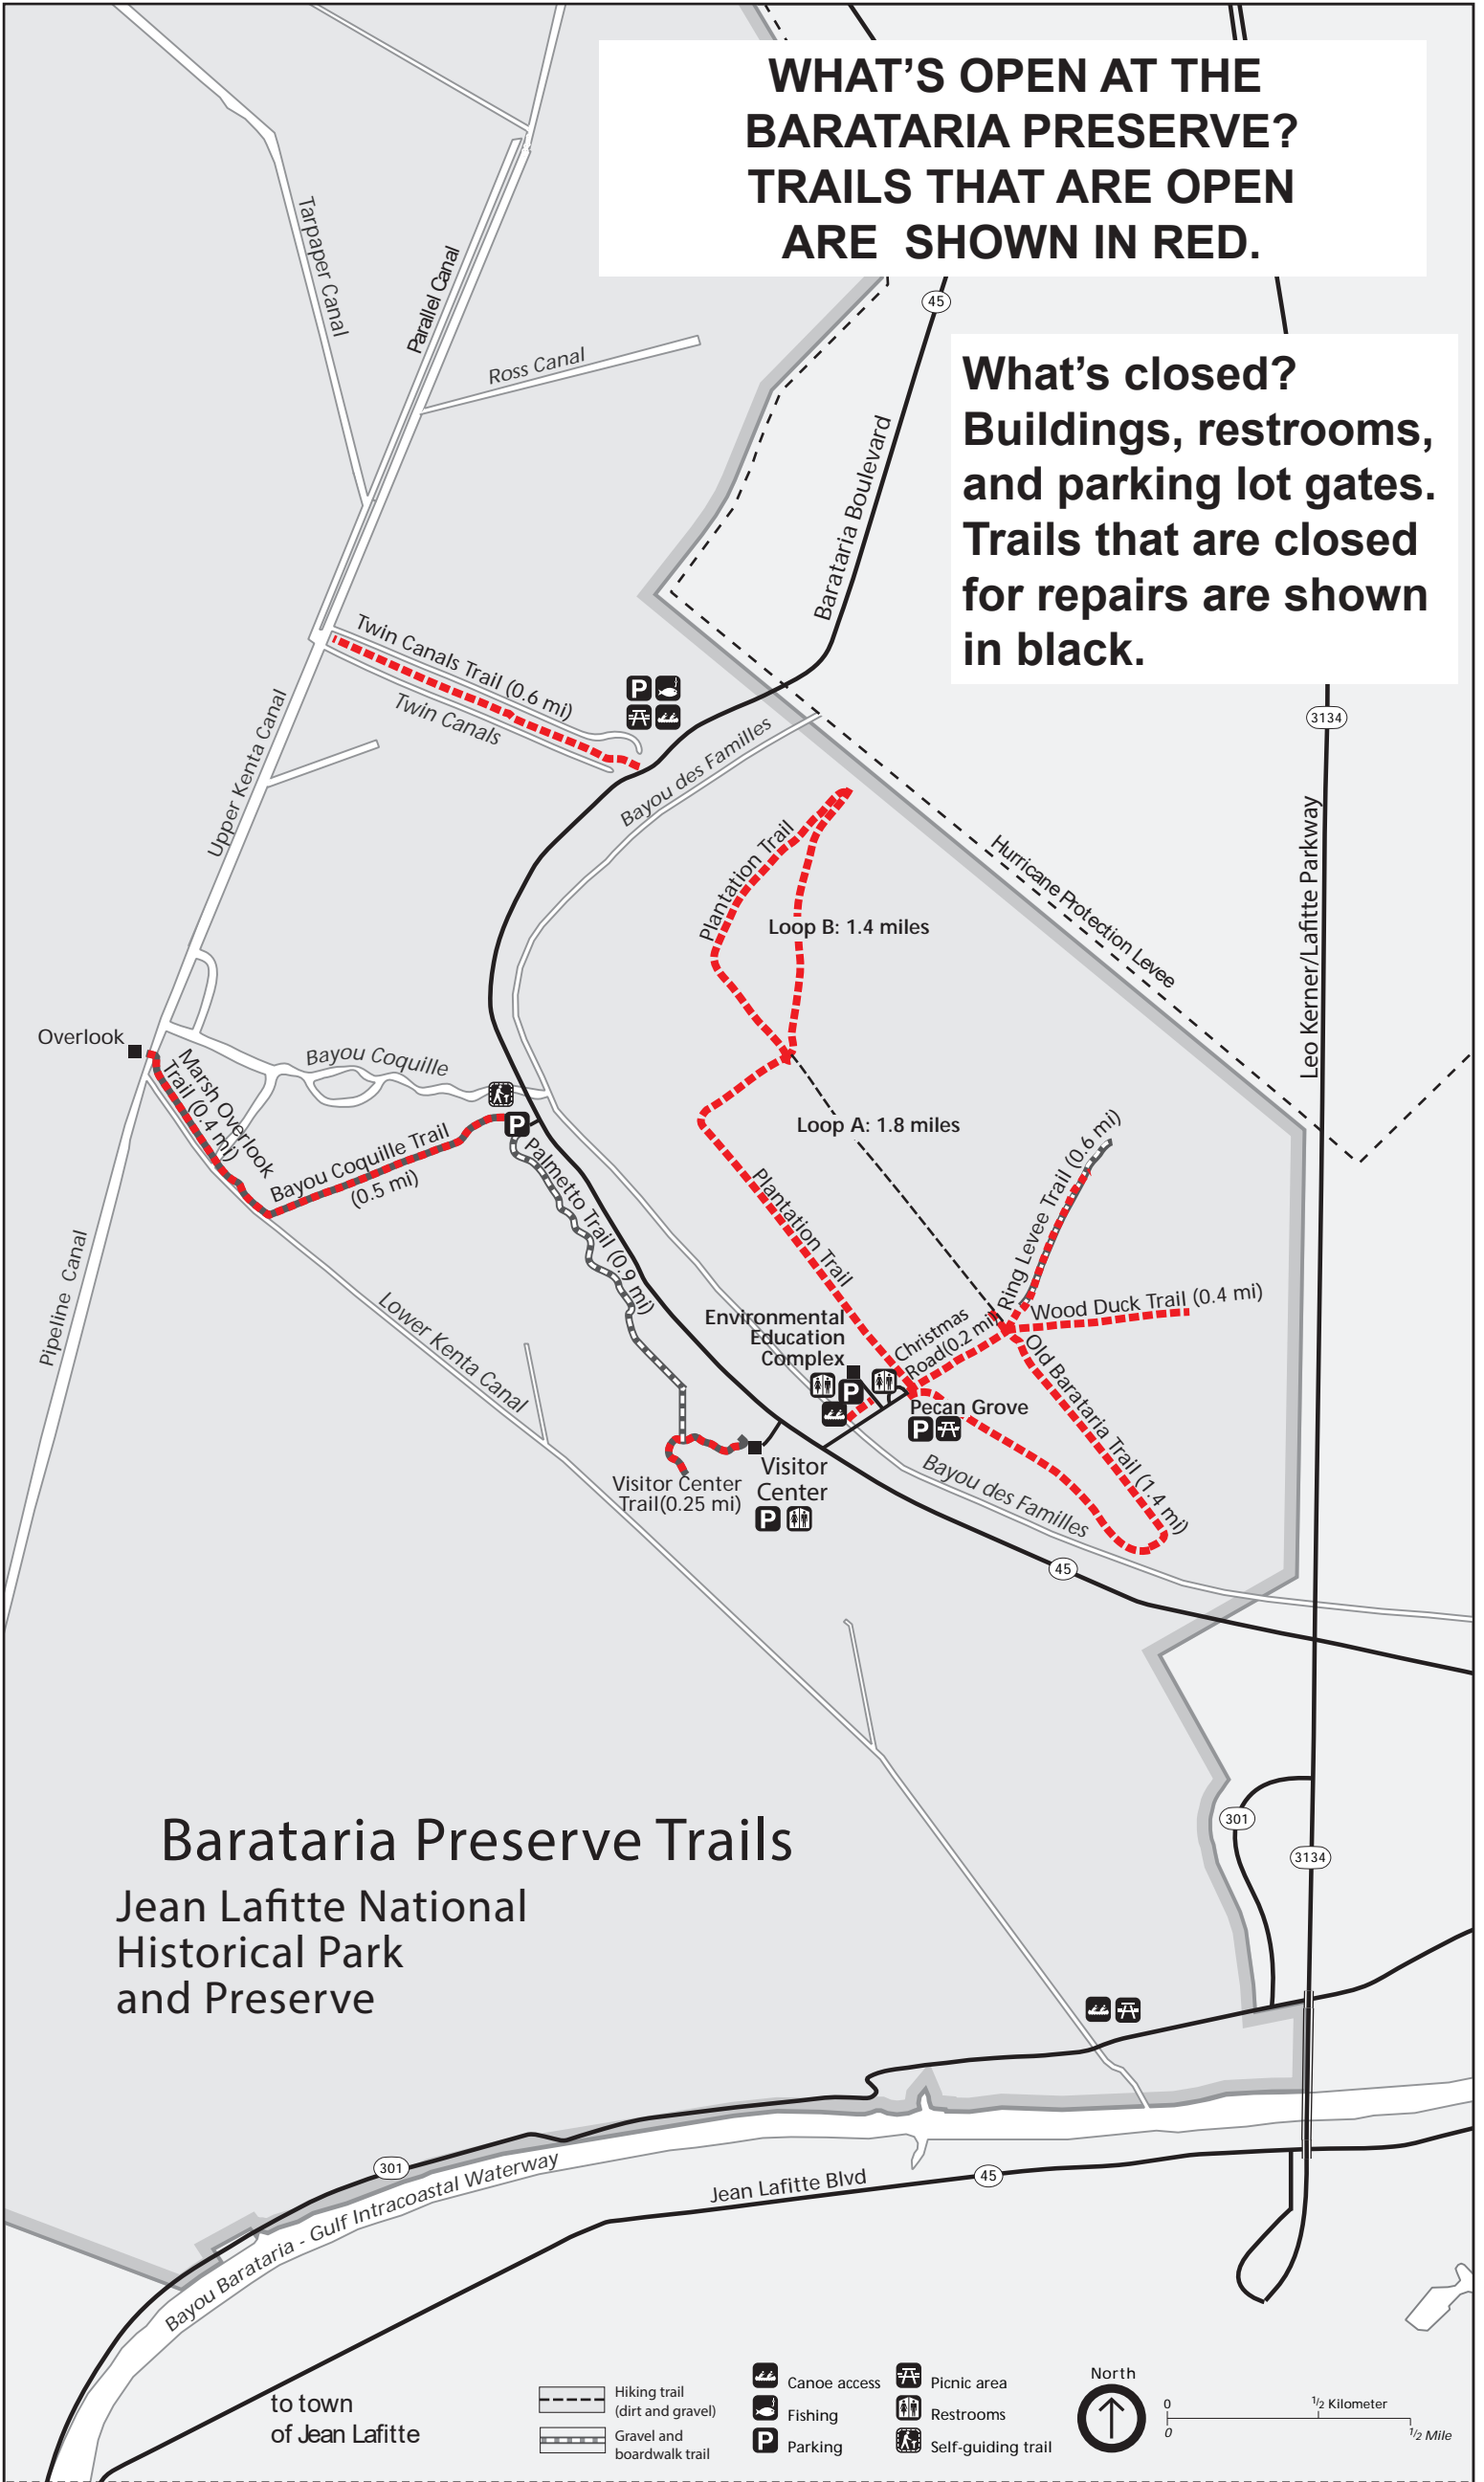 WHAT'S OPEN AT THE
BARATARIA PRESERVE?
TRAILS THAT ARE OPEN
ARE SHOWN IN RED.
45
What's closed?
Buildings, restrooms,
and parking lot gates.
Trails that are closed
for repairs are shown
in black.
Tarpaper Canal
Parallel Canal
Ross Canal
Barataria Boulevard
Twin Canals Trail (0.6 mi)
Twin Canals
P
3134
Upper Kenta Canal
Bayou des Familles
Plantation Trail
Loop B: 1.4 miles
Hurricane Protection Levee
Leo Kerner/Lafitte Parkway
Overlook
Marsh Overlook
Trail (0.4 mi)
Bayou Coquille
P
Bayou Coquille Trail
(0.5 mi)
Palmetto Trail (0.9 mi)
Loop A: 1.8 miles
Plantation Trail
Ring Levee Trail (0.6 mi)
Wood Duck Trail (0.4 mi)
Pipeline Canal
Lower Kenta Canal
Environmental
Education
Complex
P
Christmas
Road(0.2 mi)
Old Barataria Trail (1.4 mi)
Pecan Grove
P
Visitor
Center
P
Visitor Center
Trail(0.25 mi)
Bayou des Familles
45
301
3134
Barataria Preserve Trails
Jean Lafitte National
Historical Park
and Preserve
301
Bayou Barataria - Gulf Intracoastal Waterway
Jean Lafitte Blvd
45
to town
of Jean Lafitte
Hiking trail
(dirt and gravel)
Gravel and
boardwalk trail
Canoe access
Fishing
P Parking
Picnic area
Restrooms
Self-guiding trail
North
0 1/2 Kilometer
0 1/2 Mile